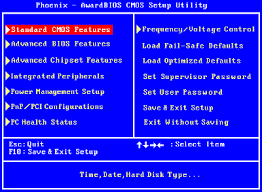 Phoenix - AwardBIOS CMOS Setup Utility
Standard CMOS Features
Advanced BIOS Features
Advanced Chipset Features
Integrated Peripherals
Power Management Setup
PnP/PCI Configurations
PC Health Status
Frequency/Voltage Control
Load Fail-Safe Defaults
Load Optimized Defaults
Set Supervisor Password
Set User Password
Save & Exit Setup
Exit Without Saving
Esc:Quit
F10:Save & Exit Setup
↑↓→← :Select Item
Time,Date,Hard Disk Type...